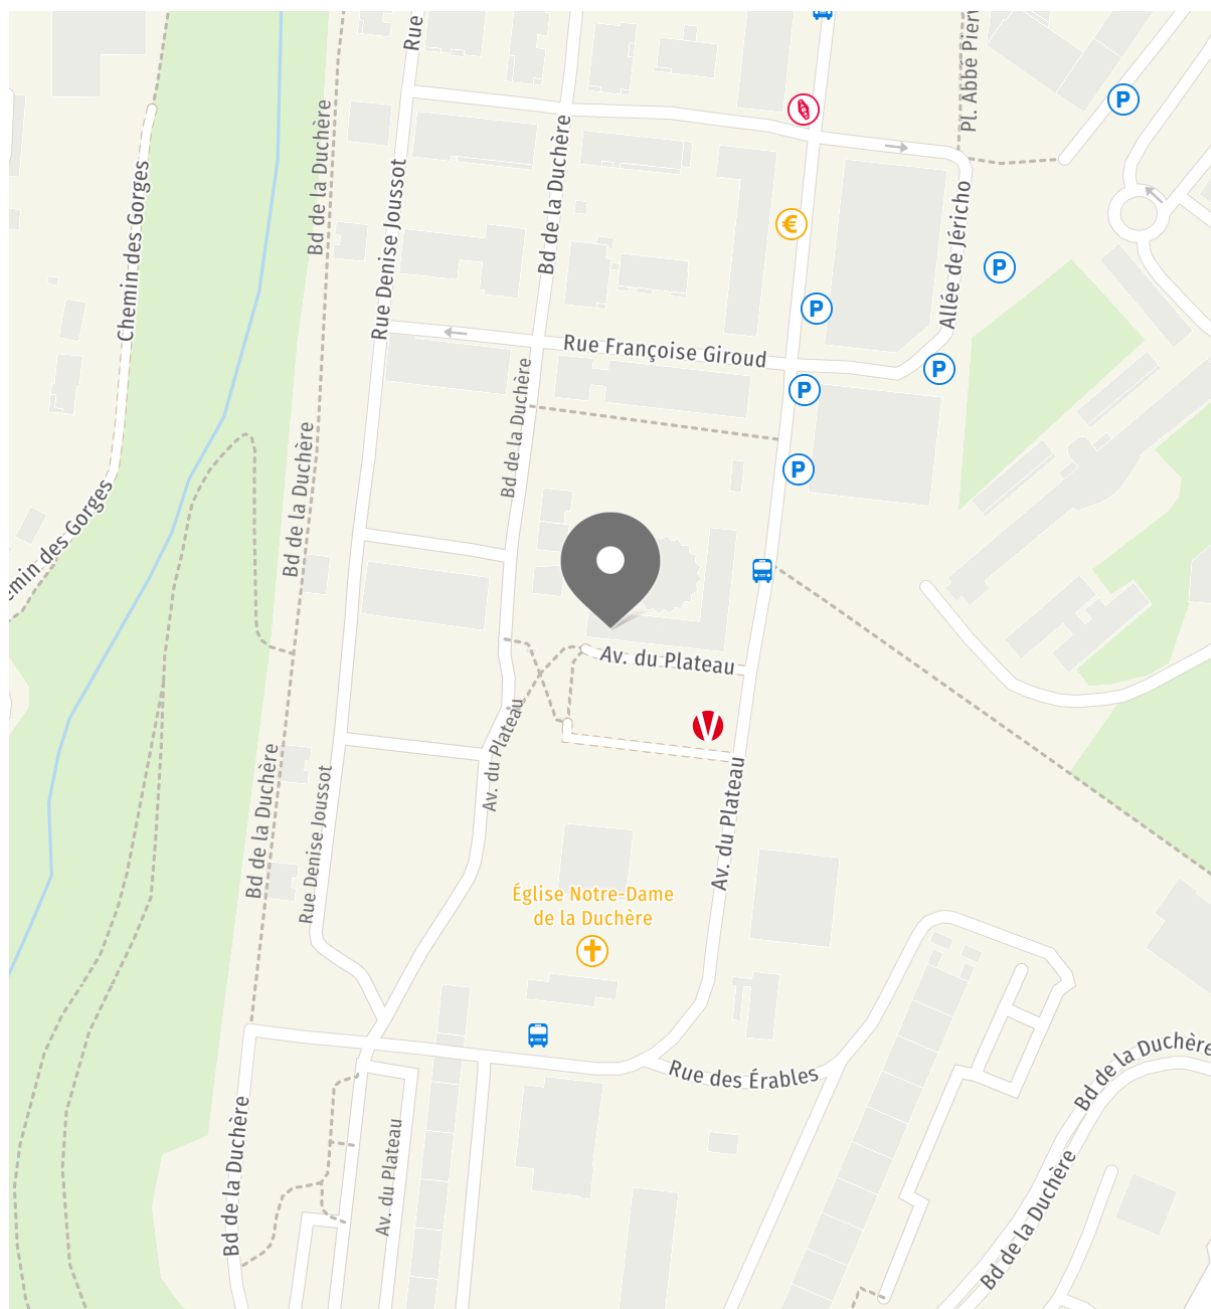 Rue
Pl. Abbé Pierre
P
Bd de la Duchère
Bd de la Duchère
Chemin des Gorges
Rue Denise Joussot
Allée de Jéricho
€
P
P
Rue Françoise Giroud
P
P
Bd de la Duchère
Bd de la Duchère
P
Chemin des Gorges
Av. du Plateau
Av. du Plateau
V
Bd de la Duchère
Rue Denise Joussot
Av. du Plateau
Église Notre-Dame
de la Duchère
Rue des Érables
Bd de la Duchère
Bd de la Duchère
Av. du Plateau
Bd de la Duchère